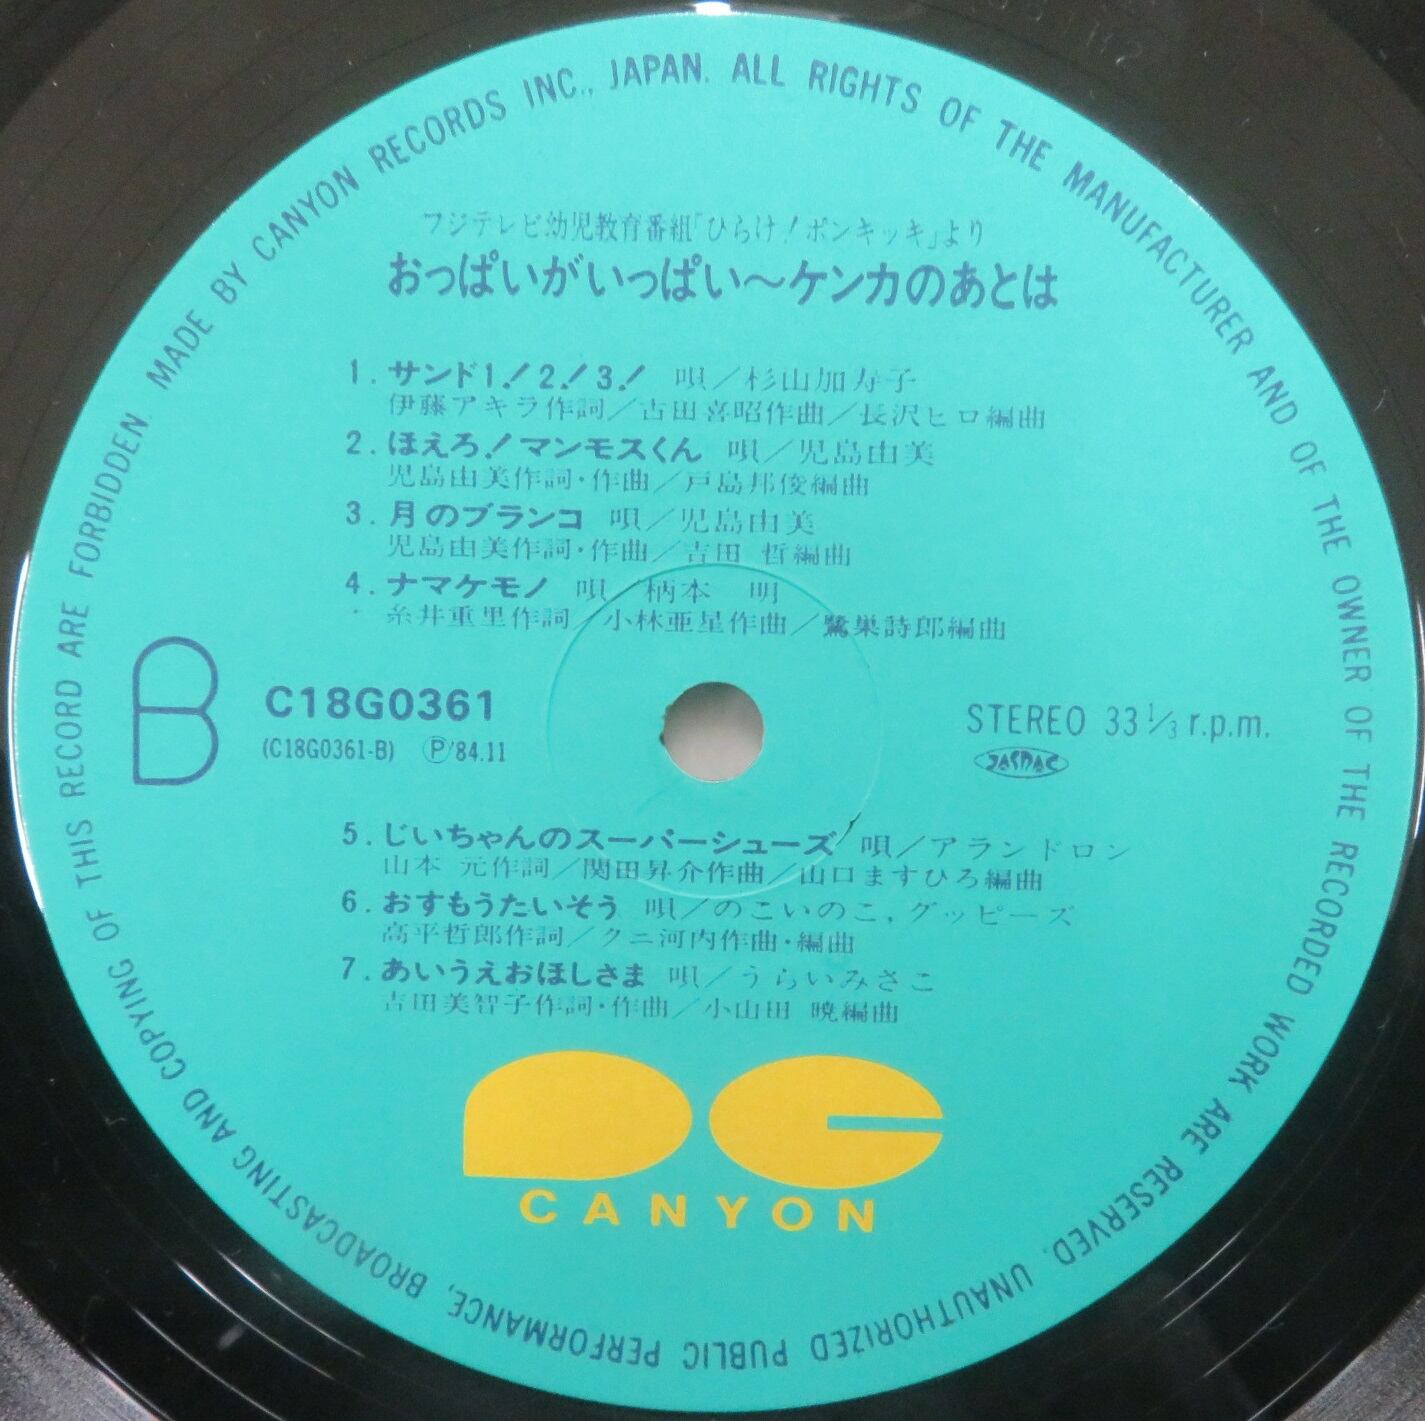 MADE BY CANYON RECORDS INC., JAPAN. ALL RIGHTS OF THE MANUFACTURER AND OF THE OWNER OF THE RECORDED WORK ARE RESERVED. UNAUTHORIZED PUBLIC PERFORMANCE, BROADCASTING AND COPYING OF THIS RECORD ARE FORBIDDEN.
フジテレビ幼児教育番組「ひらけ!ポンキッキ」より
おっぱいがいっぱい〜ケンカのあとは
1. サンド1!2!3! 唄/杉山加寿子
伊藤アキラ作詞/古田喜昭作曲/長沢ヒロ編曲
2. ほえろ!マンモスくん 唄/児島由美
児島由美作詞・作曲/戸島邦俊編曲
3. 月のブランコ 唄/児島由美
児島由美作詞・作曲/吉田 哲編曲
4. ナマケモノ 唄/柄本 明
糸井重里作詞/小林亜星作曲/鷺巣詩郎編曲
B
C18G0361
(C18G0361-B) Ⓟ'84.11
STEREO 33 1/3 r.p.m.
JASRAC
5. じいちゃんのスーパーシューズ 唄/アランドロン
山本 元作詞/関田昇介作曲/山口ますひろ編曲
6. おすもうたいそう 唄/のこいのこ, グッピーズ
高平哲郎作詞/クニ河内作曲・編曲
7. あいうえおほしさま 唄/うらいみさこ
吉田美智子作詞・作曲/小山田 暁編曲
PC
CANYON